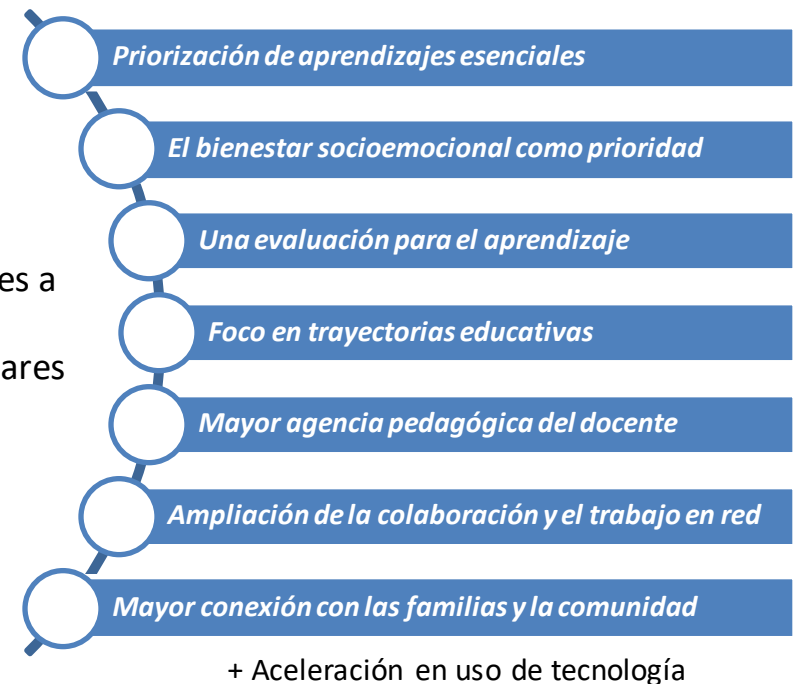 Priorización de aprendizajes esenciales
El bienestar socioemocional como prioridad
Una evaluación para el aprendizaje
es a
Foco en trayectorias educativas
ares
Mayor agencia pedagógica del docente
Ampliación de la colaboración y el trabajo en red
Mayor conexión con las familias y la comunidad
+ Aceleración en uso de tecnología